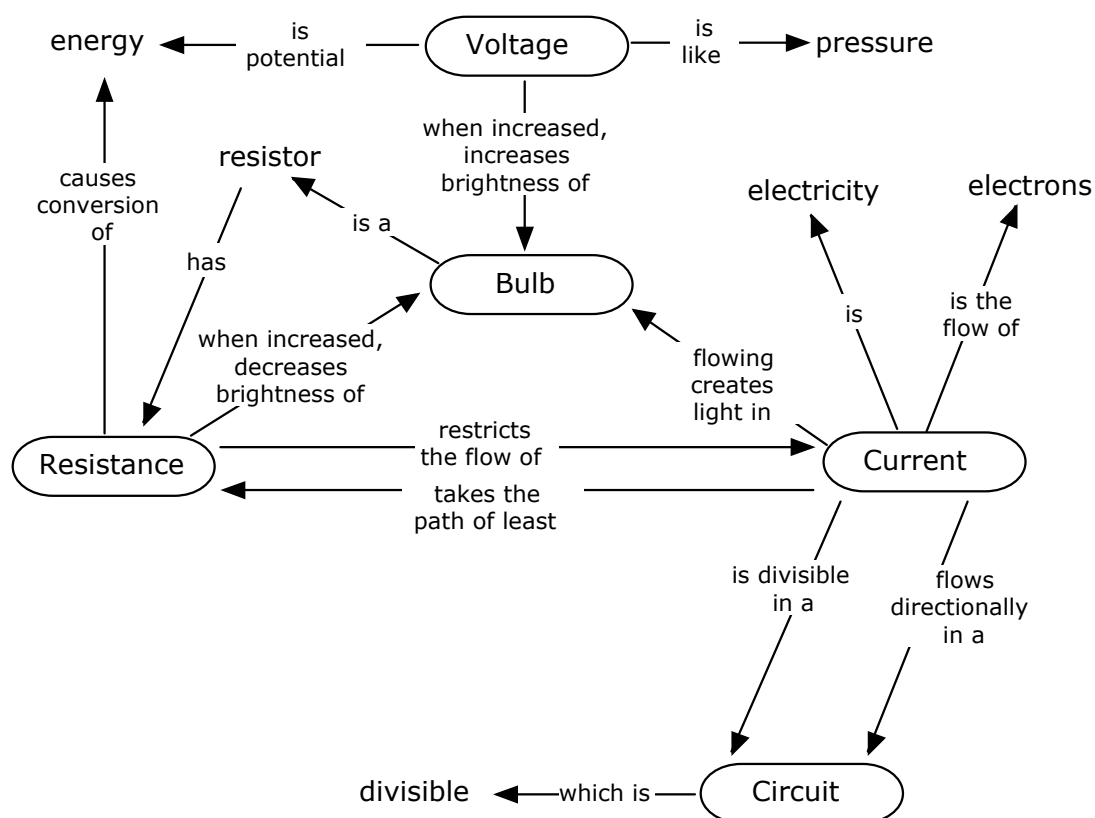 energy
is
potential
Voltage
is
like
pressure
when increased,
increases
brightness of
resistor
causes
conversion
of
is a
electricity
electrons
has
Bulb
is
is the
flow of
when increased,
decreases
brightness of
flowing
creates
light in
restricts
the flow of
Resistance
Current
takes the
path of least
is divisible
in a
flows
directionally
in a
divisible
which is
Circuit